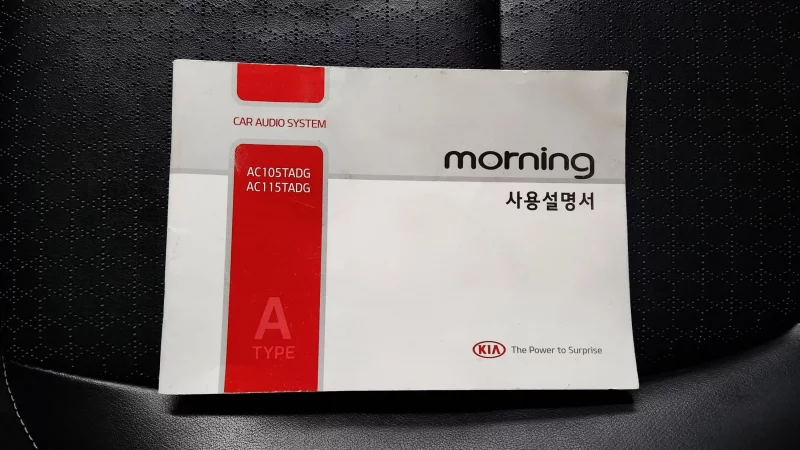 CAR AUDIO SYSTEM
AC105TADG
AC115TADG
morning
사용설명서
A
TYPE
KIA The Power to Surprise